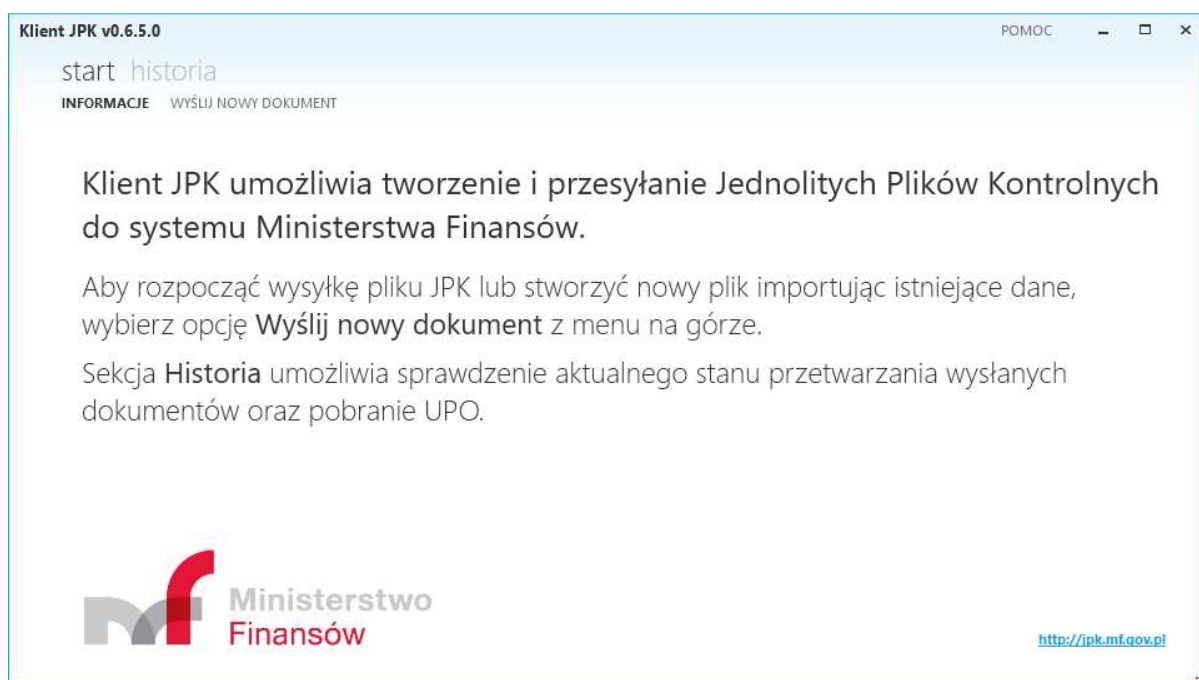 Klient JPK v0.6.5.0 POMOC
start historia
INFORMACJE WYŚLIJ NOWY DOKUMENT
Klient JPK umożliwia tworzenie i przesyłanie Jednolitych Plików Kontrolnych
do systemu Ministerstwa Finansów.
Aby rozpocząć wysyłkę pliku JPK lub stworzyć nowy plik importując istniejące dane,
wybierz opcję Wyślij nowy dokument z menu na górze.
Sekcja Historia umożliwia sprawdzenie aktualnego stanu przetwarzania wysłanych
dokumentów oraz pobranie UPO.
mf
Ministerstwo
Finansów
http://jpk.mf.gov.pl